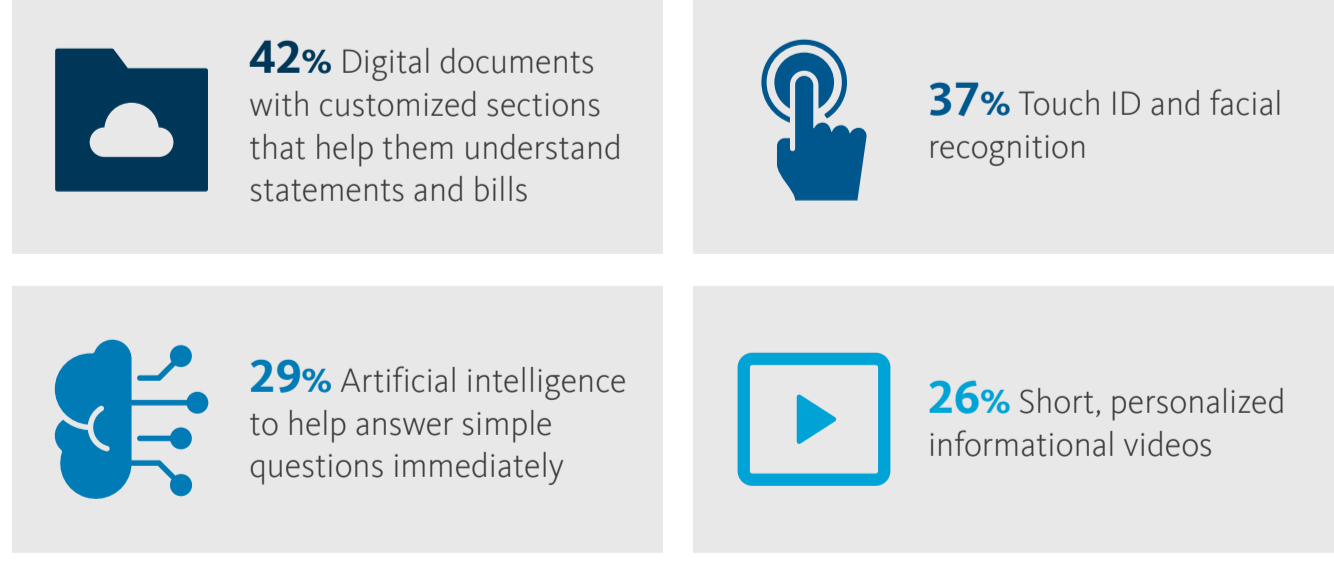 42% Digital documents
with customized sections
that help them understand
statements and bills
37% Touch ID and facial
recognition
29% Artificial intelligence
to help answer simple
questions immediately
26% Short, personalized
informational videos